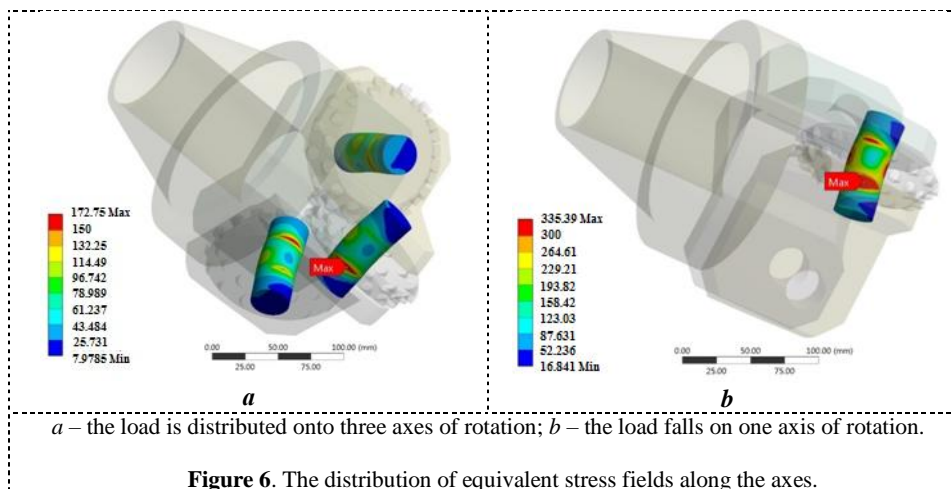 172.75 Max
150
132.25
114.49
96.742
78.989
61.237
43.484
25.731
7.9785 Min
Max
0.00 50.00 100.00 (mm)
25.00 75.00
a
335.39 Max
300
264.61
229.21
193.82
158.42
123.03
87.631
52.236
16.841 Min
Max
0.00 50.00 100.00 (mm)
25.00 75.00
b
a – the load is distributed onto three axes of rotation; b – the load falls on one axis of rotation.
Figure 6. The distribution of equivalent stress fields along the axes.